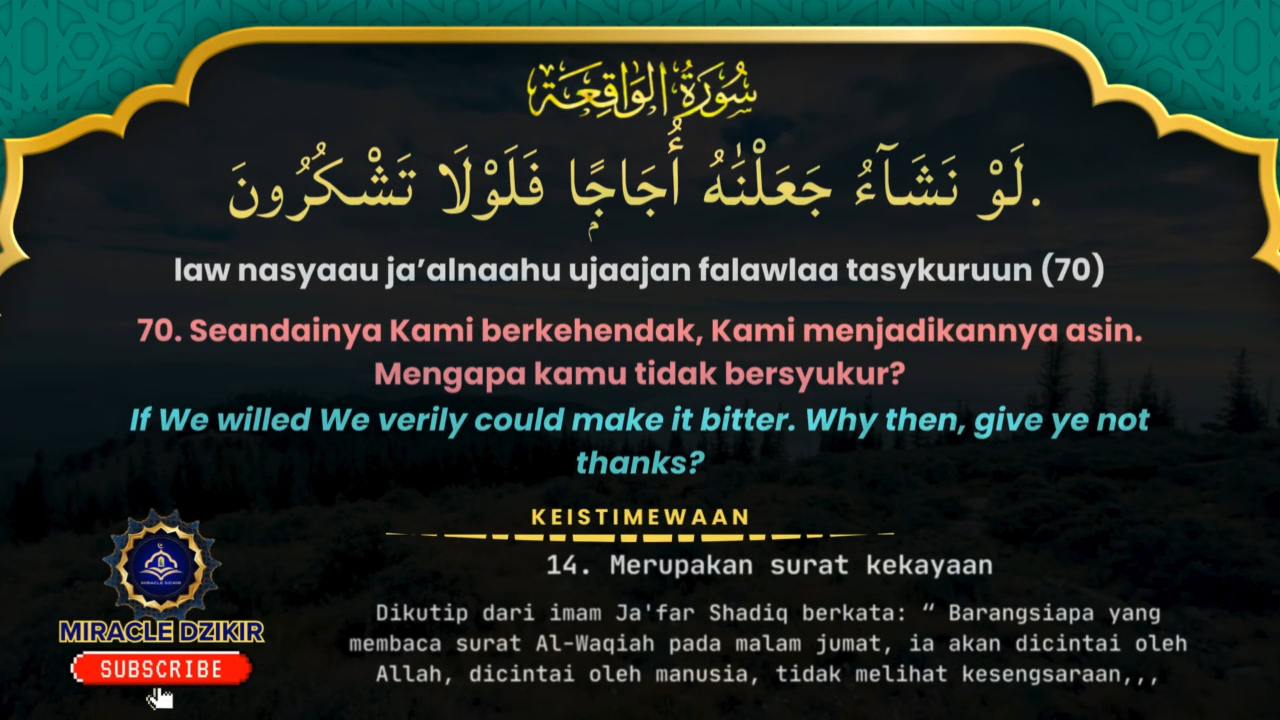 سُورَةُ الوَاقِعَة
لَوْ نَشَآءُ جَعَلْنٰهُ أُجَاجًۭا فَلَوْلَا تَشْكُرُونَ.
law nasyaau ja’alnaahu ujaajan falawlaa tasykuruun (70)
70. Seandainya Kami berkehendak, Kami menjadikannya asin.
Mengapa kamu tidak bersyukur?
If We willed We verily could make it bitter. Why then, give ye not
thanks?
KEISTIMEWAAN
14. Merupakan surat kekayaan
Dikutip dari imam Ja'far Shadiq berkata: “ Barangsiapa yang
membaca surat Al-Waqiah pada malam jumat, ia akan dicintai oleh
Allah, dicintai oleh manusia, tidak melihat kesengsaraan,,,
MIRACLE DZIKIR
MIRACLE DZIKIR
SUBSCRIBE